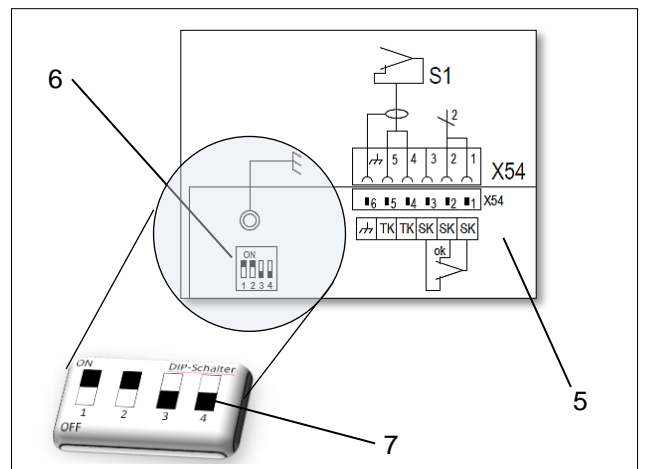 6
S1
2
5 4 3 2 1
X54
6 5 4 3 2 1 X54
TK TK SK SK SK
ok
ON
1 2 3 4
5
ON DIP-Schalter
1 2 3 4
OFF
7